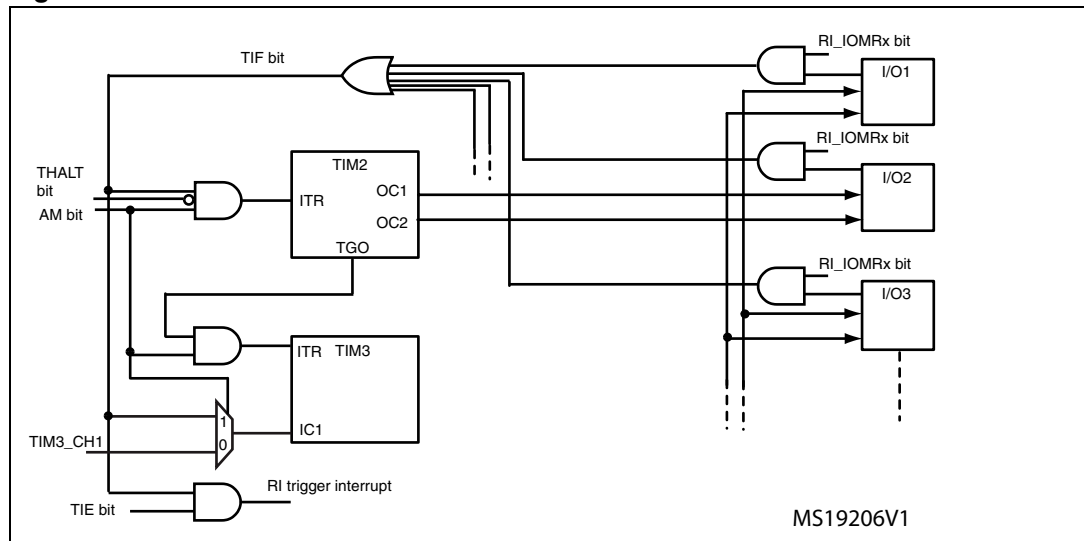 RI_IOMRx bit
TIF bit
I/O1
RI_IOMRx bit
THALT
bit
AM bit
TIM2
ITR
OC1
OC2
TGO
I/O2
RI_IOMRx bit
I/O3
ITR TIM3
IC1
1
0
TIM3_CH1
RI trigger interrupt
TIE bit
MS19206V1